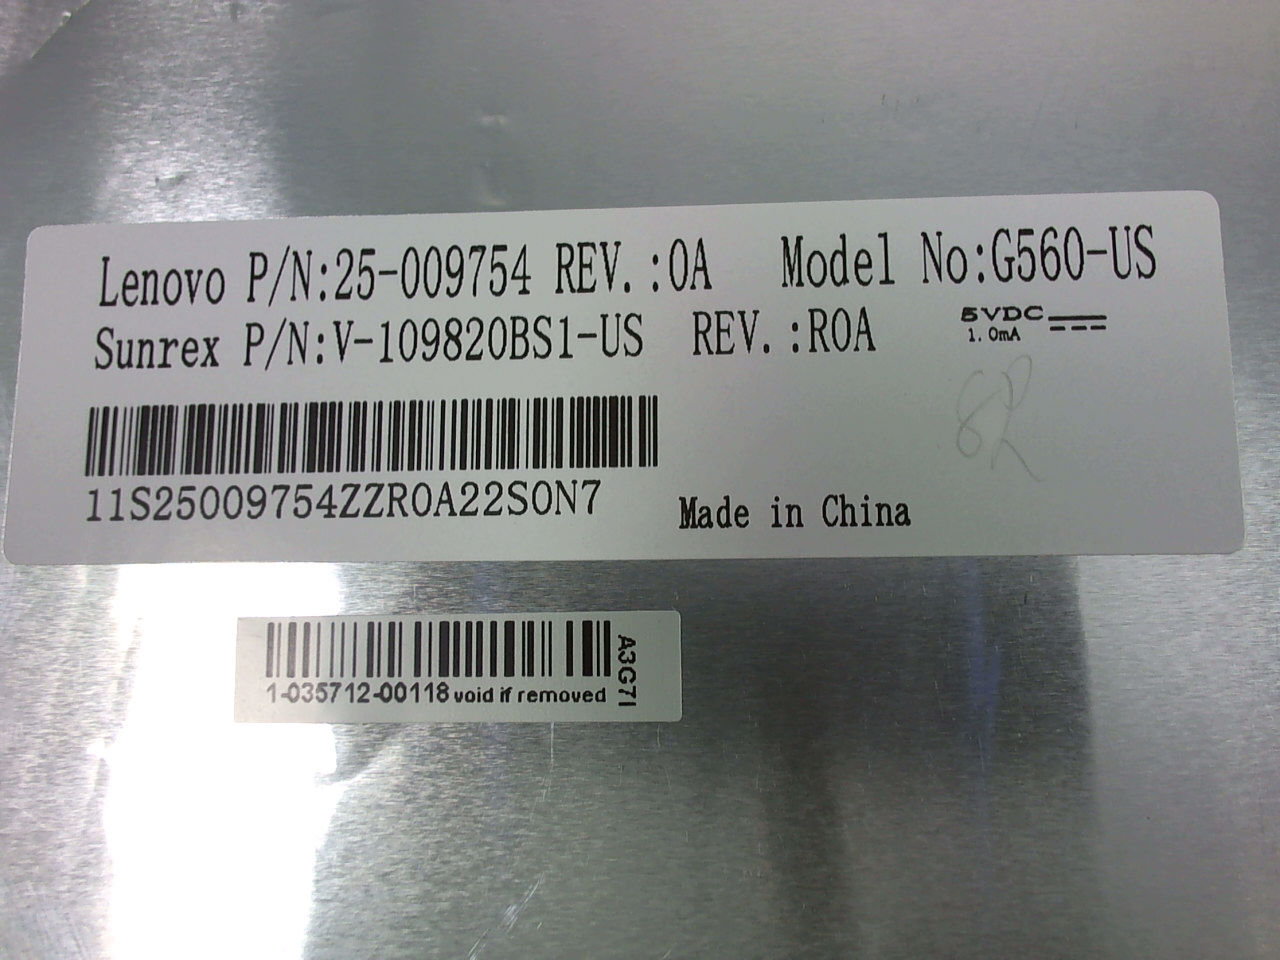 Lenovo P/N:25-009754 REV.:0A Model No:G560-US
Sunrex P/N:V-109820BS1-US REV.:R0A
5VDC
1.0mA
11S25009754ZZR0A22S0N7
Made in China
1-035712-00118 void if removed
A3G7I